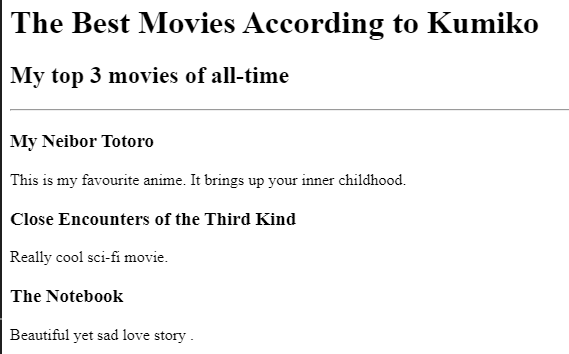 The Best Movies According to Kumiko
My top 3 movies of all-time
My Neibor Totoro
This is my favourite anime. It brings up your inner childhood.
Close Encounters of the Third Kind
Really cool sci-fi movie.
The Notebook
Beautiful yet sad love story .